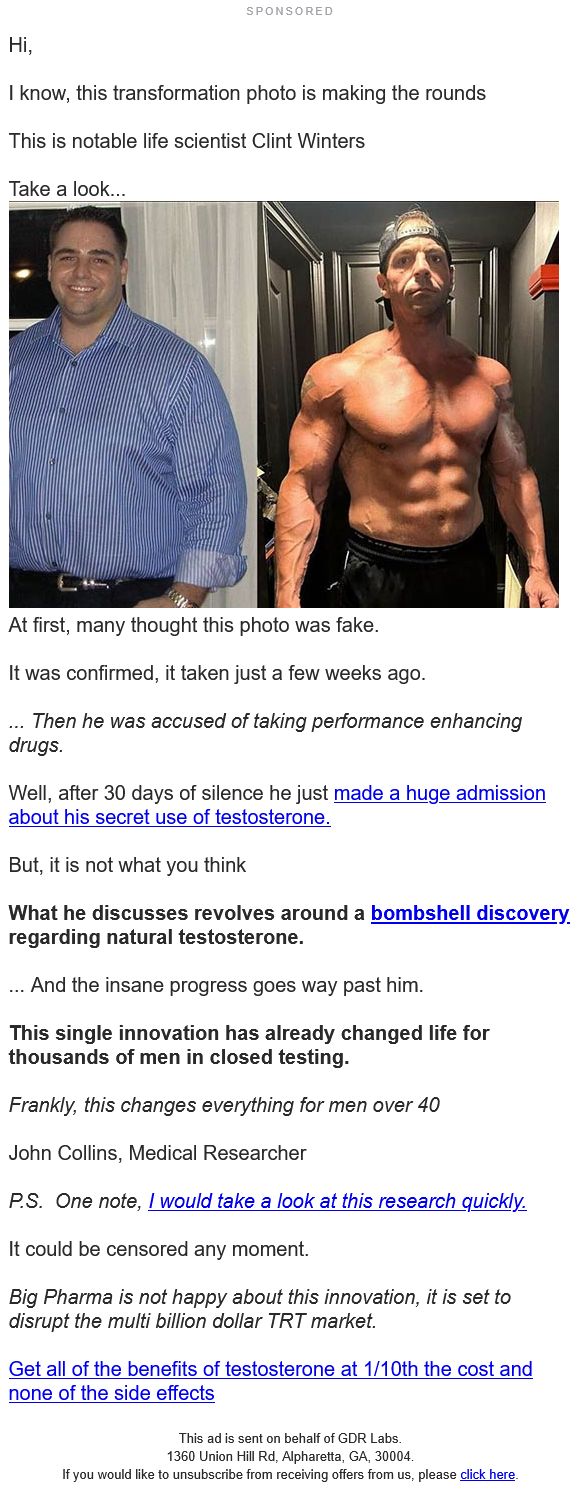 SPONSORED
Hi,
I know, this transformation photo is making the rounds
This is notable life scientist Clint Winters
Take a look...
At first, many thought this photo was fake.
It was confirmed, it taken just a few weeks ago.
... Then he was accused of taking performance enhancing
drugs.
Well, after 30 days of silence he just made a huge admission
about his secret use of testosterone.
But, it is not what you think
What he discusses revolves around a bombshell discovery
regarding natural testosterone.
... And the insane progress goes way past him.
This single innovation has already changed life for
thousands of men in closed testing.
Frankly, this changes everything for men over 40
John Collins, Medical Researcher
P.S.  One note, I would take a look at this research quickly.
It could be censored any moment.
Big Pharma is not happy about this innovation, it is set to
disrupt the multi billion dollar TRT market.
Get all of the benefits of testosterone at 1/10th the cost and
none of the side effects
This ad is sent on behalf of GDR Labs.
1360 Union Hill Rd, Alpharetta, GA, 30004.
If you would like to unsubscribe from receiving offers from us, please click here.